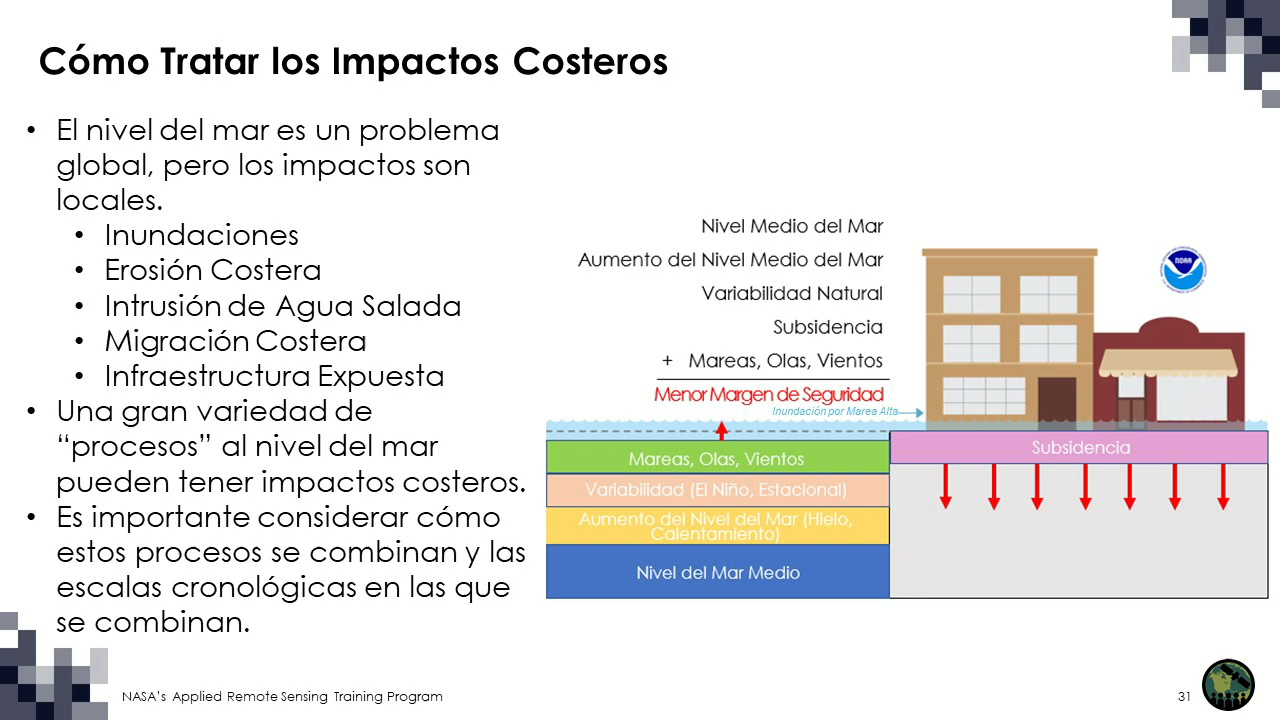 Cómo Tratar los Impactos Costeros
• El nivel del mar es un problema
global, pero los impactos son
locales.
• Inundaciones
• Erosión Costera
• Intrusión de Agua Salada
• Migración Costera
• Infraestructura Expuesta
• Una gran variedad de
“procesos” al nivel del mar
pueden tener impactos costeros.
• Es importante considerar cómo
estos procesos se combinan y las
escalas cronológicas en las que
se combinan.
Nivel Medio del Mar
Aumento del Nivel Medio del Mar
Variabilidad Natural
Subsidencia
+ Mareas, Olas, Vientos
Menor Margen de Seguridad
Inundación por Marea Alta
Mareas, Olas, Vientos
Variabilidad (El Niño, Estacional)
Aumento del Nivel del Mar (Hielo,
Calentamiento)
Nivel del Mar Medio
NOAA
Subsidencia
NASA’s Applied Remote Sensing Training Program
31